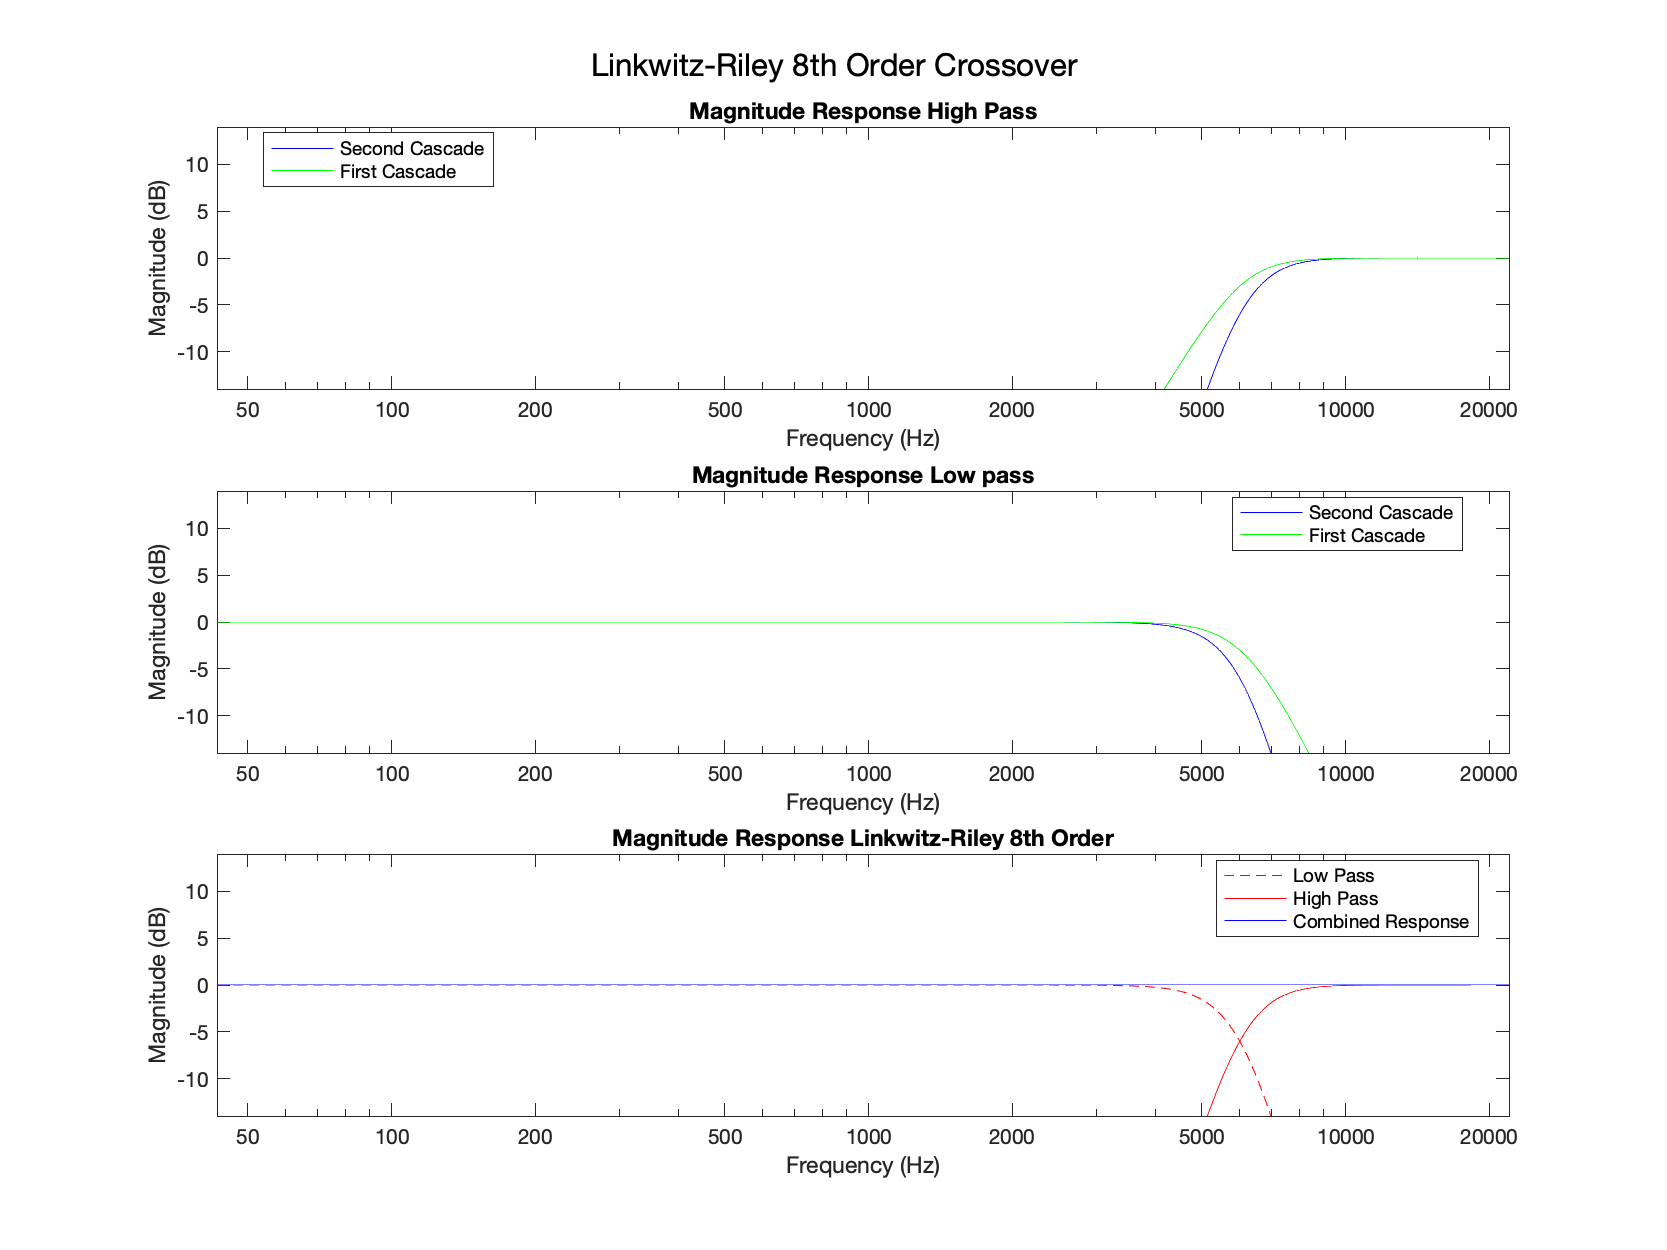 Linkwitz-Riley 8th Order Crossover
Magnitude Response High Pass
Second Cascade
First Cascade
10
5
0
-5
-10
Magnitude (dB)
50 100 200 500 1000 2000 5000 10000 20000
Frequency (Hz)
Magnitude Response Low pass
Second Cascade
First Cascade
10
5
0
-5
-10
Magnitude (dB)
50 100 200 500 1000 2000 5000 10000 20000
Frequency (Hz)
Magnitude Response Linkwitz-Riley 8th Order
Low Pass
High Pass
Combined Response
10
5
0
-5
-10
Magnitude (dB)
50 100 200 500 1000 2000 5000 10000 20000
Frequency (Hz)